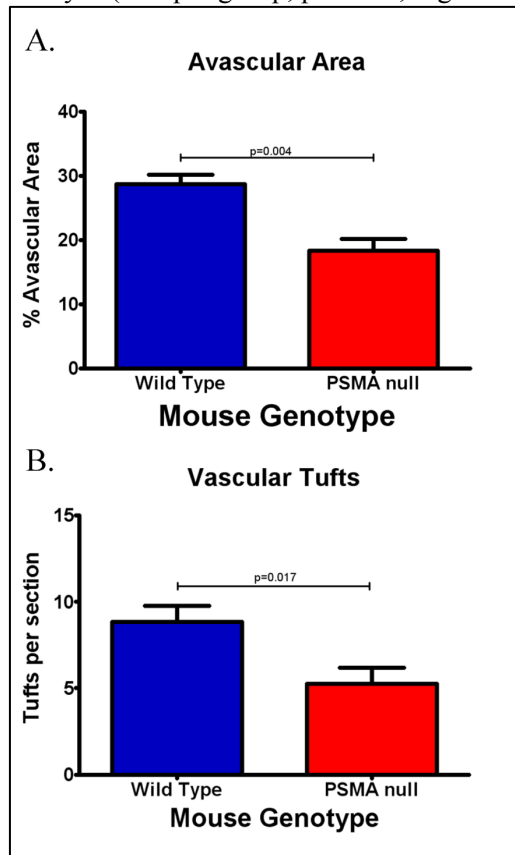 A.
Avascular Area
% Avascular Area
40
30
20
10
0
p=0.004
Wild Type
PSMA null
Mouse Genotype
B.
Vascular Tufts
Tufts per section
15
10
5
0
p=0.017
Wild Type
PSMA null
Mouse Genotype